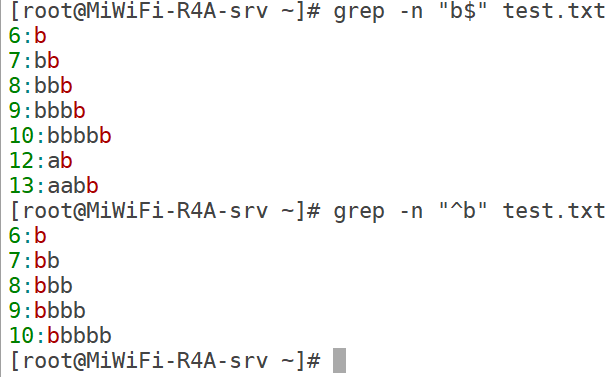 [root@MiWiFi-R4A-srv ~]# grep -n "b$" test.txt
6:b
7:bb
8:bbb
9:bbbb
10:bbbbb
12:ab
13:aabb
[root@MiWiFi-R4A-srv ~]# grep -n "^b" test.txt
6:b
7:bb
8:bbb
9:bbbb
10:bbbbb
[root@MiWiFi-R4A-srv ~]#